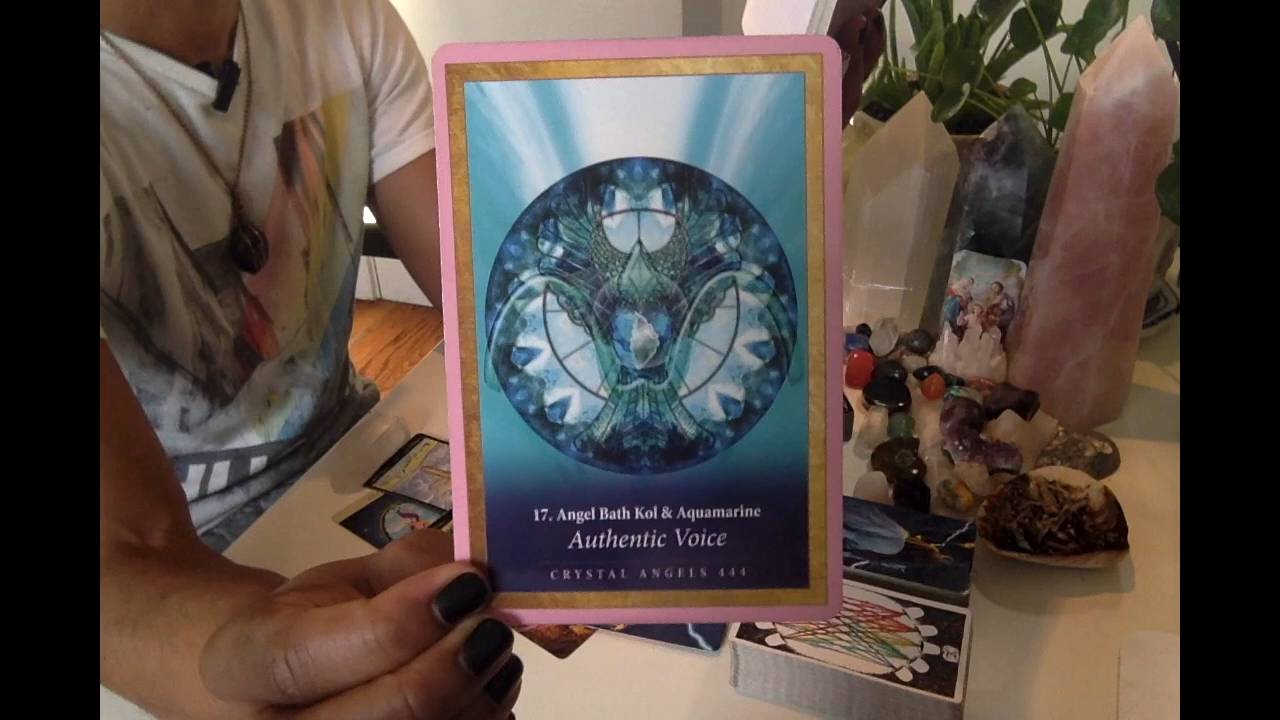 17. Angel Bath Kol & Aquamarine
Authentic Voice
CRYSTAL ANGELS 444